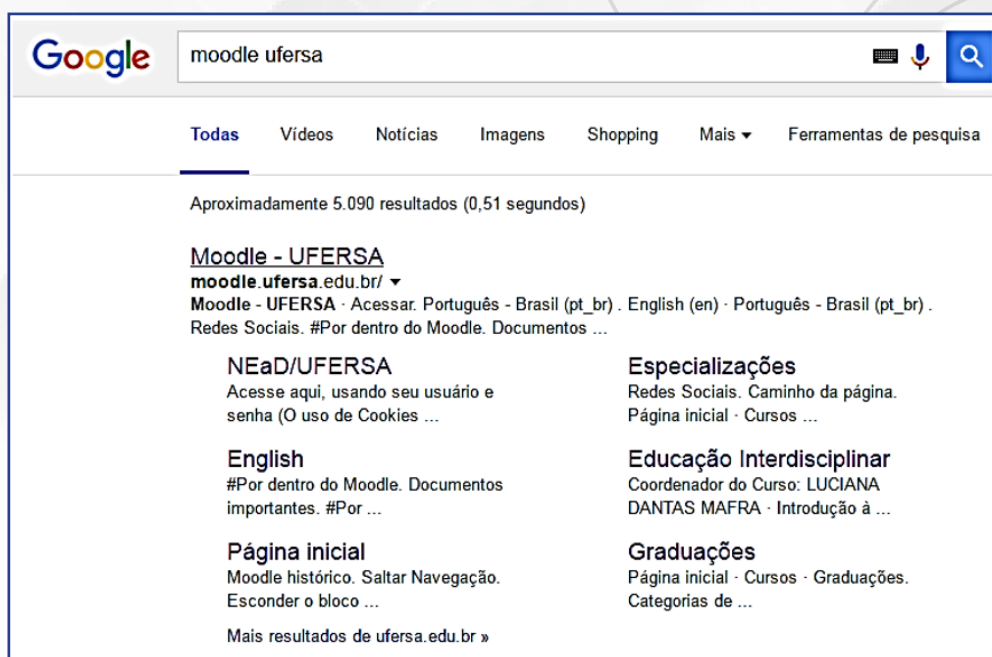 Google
moodle ufersa
Todas Vídeos Notícias Imagens Shopping Mais Ferramentas de pesquisa
Aproximadamente 5.090 resultados (0,51 segundos)
Moodle - UFERSA
moodle.ufersa.edu.br/
Moodle - UFERSA · Acessar. Português - Brasil (pt_br) . English (en) · Português - Brasil (pt_br) .
Redes Sociais. #Por dentro do Moodle. Documentos ...
NEaD/UFERSA
Acesse aqui, usando seu usuário e
senha (O uso de Cookies ...
Especializações
Redes Sociais. Caminho da página.
Página inicial · Cursos ...
English
#Por dentro do Moodle. Documentos
importantes. #Por ...
Educação Interdisciplinar
Coordenador do Curso: LUCIANA
DANTAS MAFRA · Introdução à ...
Página inicial
Moodle histórico. Saltar Navegação.
Esconder o bloco ...
Graduações
Página inicial · Cursos · Graduações.
Categorias de ...
Mais resultados de ufersa.edu.br »